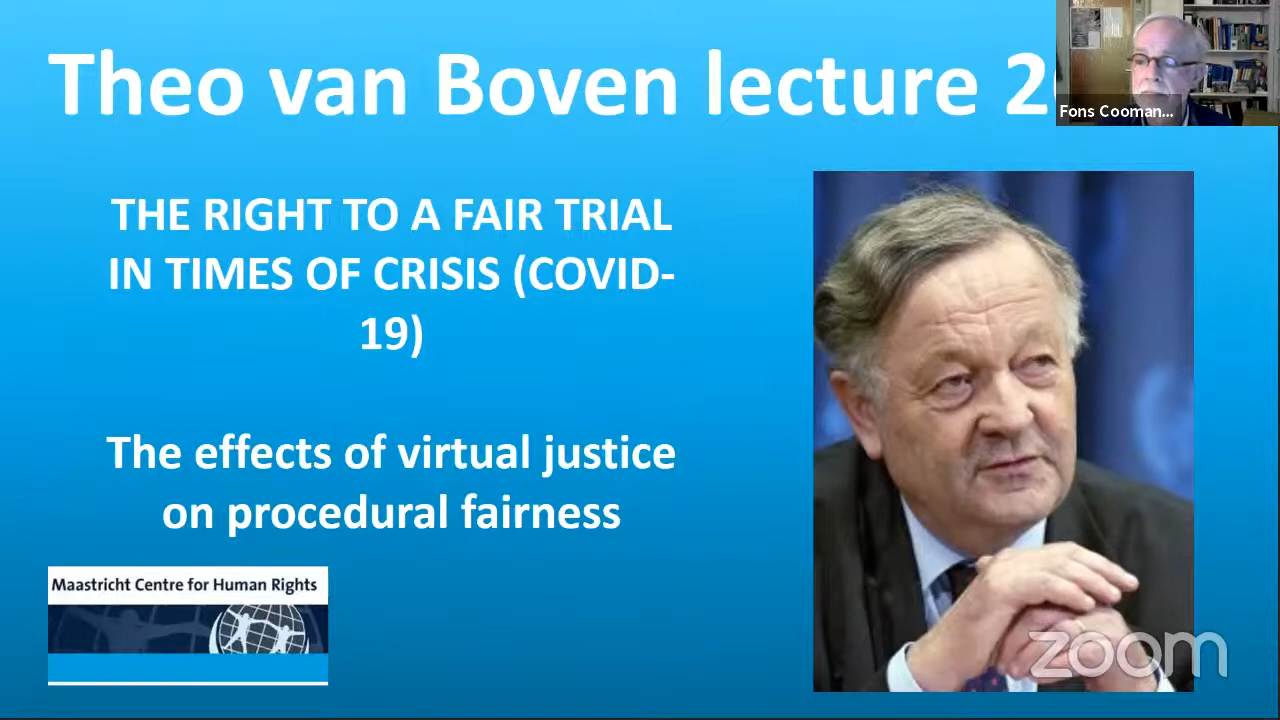 Theo van Boven lecture 2
Fons Cooman...
THE RIGHT TO A FAIR TRIAL
IN TIMES OF CRISIS (COVID-
19)
The effects of virtual justice
on procedural fairness
Maastricht Centre for Human Rights
zoom